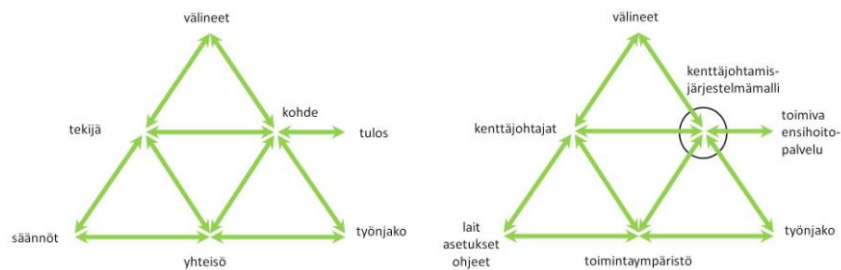 välineet
kohde
tekijä
tulos
säännöt
työnjako
yhteisö
välineet
kenttäjohtamis-
järjestelmämalli
kenttäjohtajat
toimiva
ensihoito-
palvelu
lait
asetukset
ohjeet
työnjako
toimintaympäristö